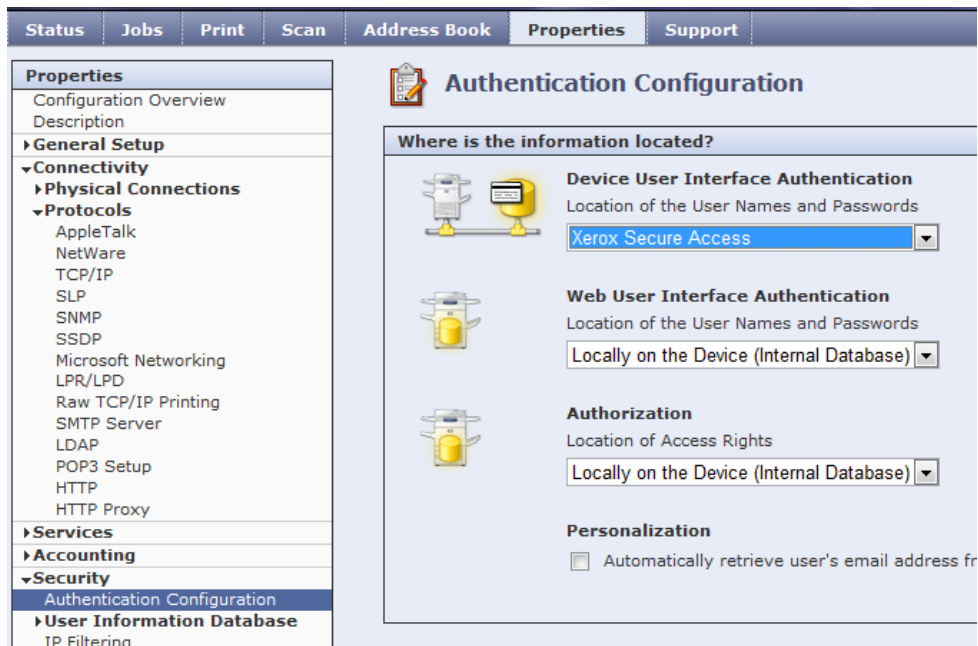 Status Jobs Print Scan Address Book Properties Support
Properties
Configuration Overview
Description
General Setup
Connectivity
Physical Connections
Protocols
AppleTalk
NetWare
TCP/IP
SLP
SNMP
SSDP
Microsoft Networking
LPR/LPD
Raw TCP/IP Printing
SMTP Server
LDAP
POP3 Setup
HTTP
HTTP Proxy
Services
Accounting
Security
Authentication Configuration
User Information Database
IP Filtering
Authentication Configuration
Where is the information located?
Device User Interface Authentication
Location of the User Names and Passwords
Xerox Secure Access
Web User Interface Authentication
Location of the User Names and Passwords
Locally on the Device (Internal Database)
Authorization
Location of Access Rights
Locally on the Device (Internal Database)
Personalization
Automatically retrieve user's email address